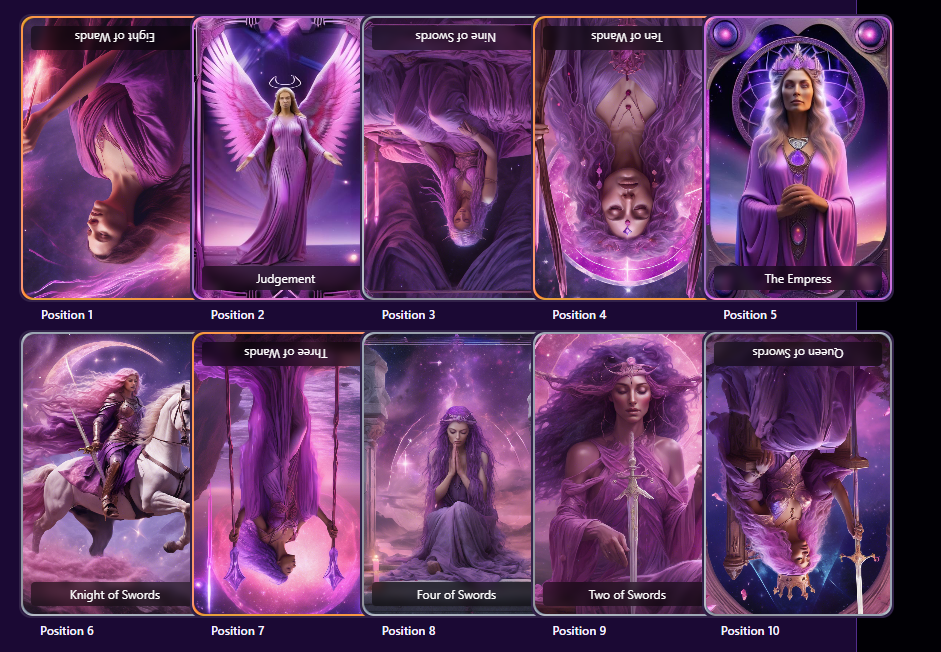 Eight of Wands
Judgement
Nine of Swords
Ten of Wands
The Empress
Position 1
Position 2
Position 3
Position 4
Position 5
Knight of Swords
Three of Wands
Four of Swords
Two of Swords
Queen of Swords
Position 6
Position 7
Position 8
Position 9
Position 10